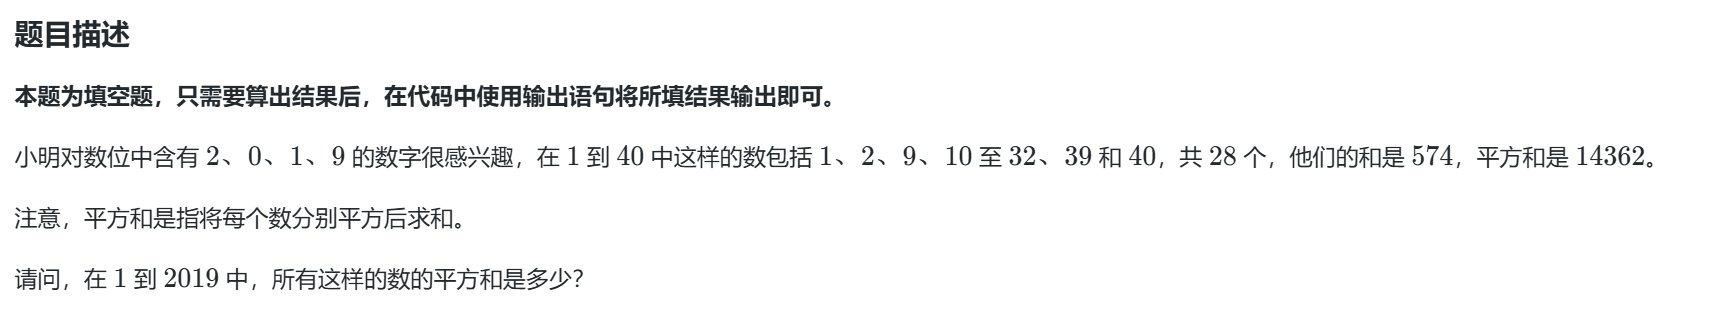 题目描述
本题为填空题，只需要算出结果后，在代码中使用输出语句将所填结果输出即可。
小明对数位中含有 2、0、1、9 的数字很感兴趣，在 1 到 40 中这样的数包括 1、2、9、10 至 32、39 和 40，共 28 个，他们的和是 574，平方和是 14362。
注意，平方和是指将每个数分别平方后求和。
请问，在 1 到 2019 中，所有这样的数的平方和是多少？